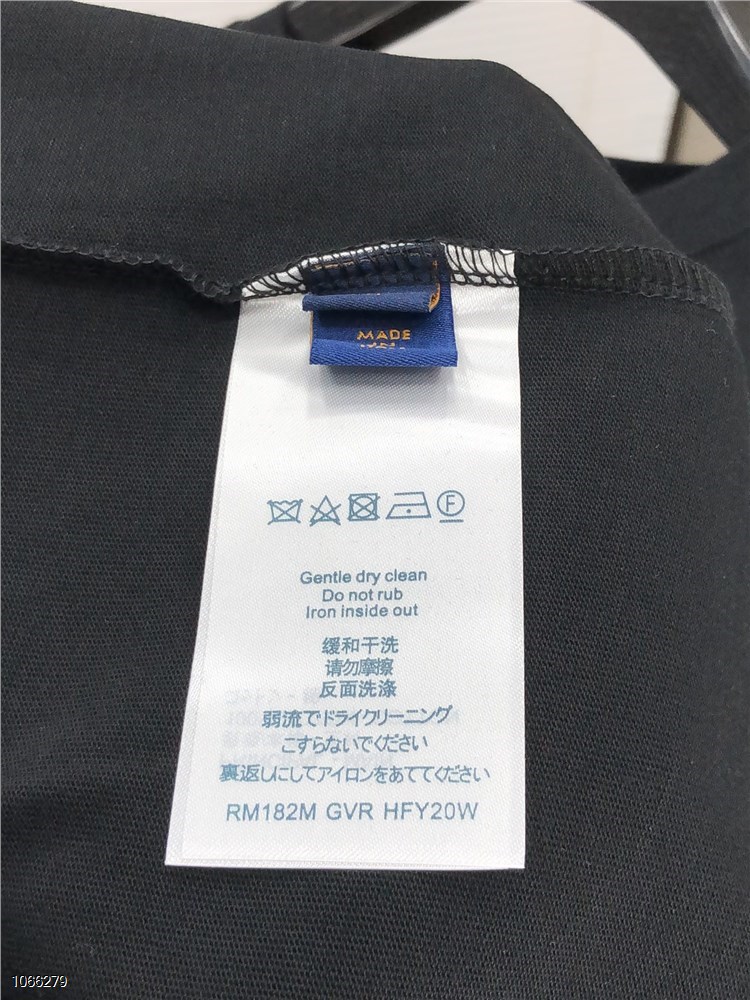 MADE
F
Gentle dry clean
Do not rub
Iron inside out
缓和干洗
请勿摩擦
反面洗涤
弱流でドライクリーニング
こすらないでください
裏返しにしてアイロンをあててください
RM182M GVR HFY20W
1066279